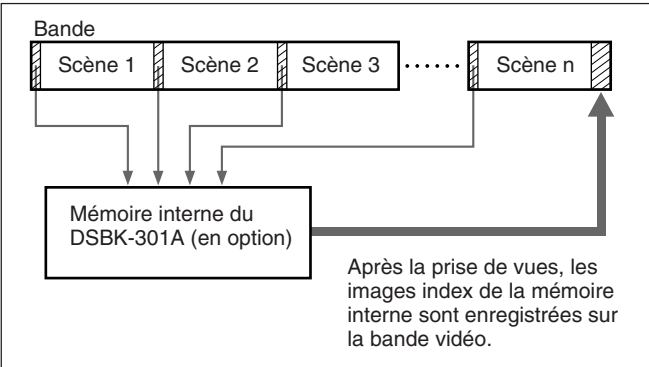 Bande
Scène 1 Scène 2 Scène 3 ······ Scène n
Mémoire interne du
DSBK-301A (en option)
Après la prise de vues, les
images index de la mémoire
interne sont enregistrées sur
la bande vidéo.